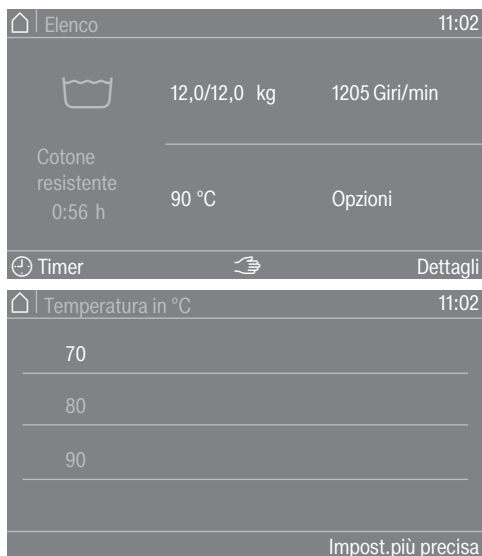 Elenco 11:02
12,0/12,0 kg 1205 Giri/min
Cotone
resistente
0:56 h
90 °C Opzioni
Timer Dettagli
Temperatura in °C 11:02
70
80
90
Impost.più precisa